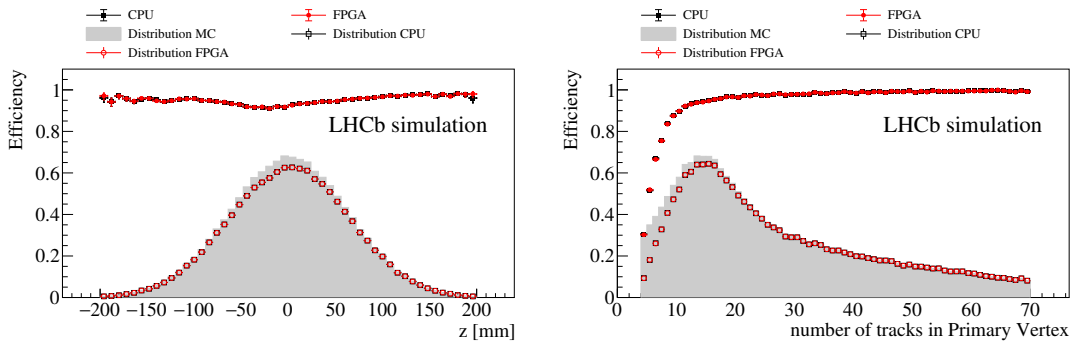 CPU FPGA
Distribution MC Distribution CPU
Distribution FPGA
Efficiency
1
0.8
0.6
0.4
0.2
0
LHCb simulation
−200 −150 −100 −50 0 50 100 150 200
z [mm]
CPU FPGA
Distribution MC Distribution CPU
Distribution FPGA
Efficiency
1
0.8
0.6
0.4
0.2
0
LHCb simulation
0 10 20 30 40 50 60 70
number of tracks in Primary Vertex